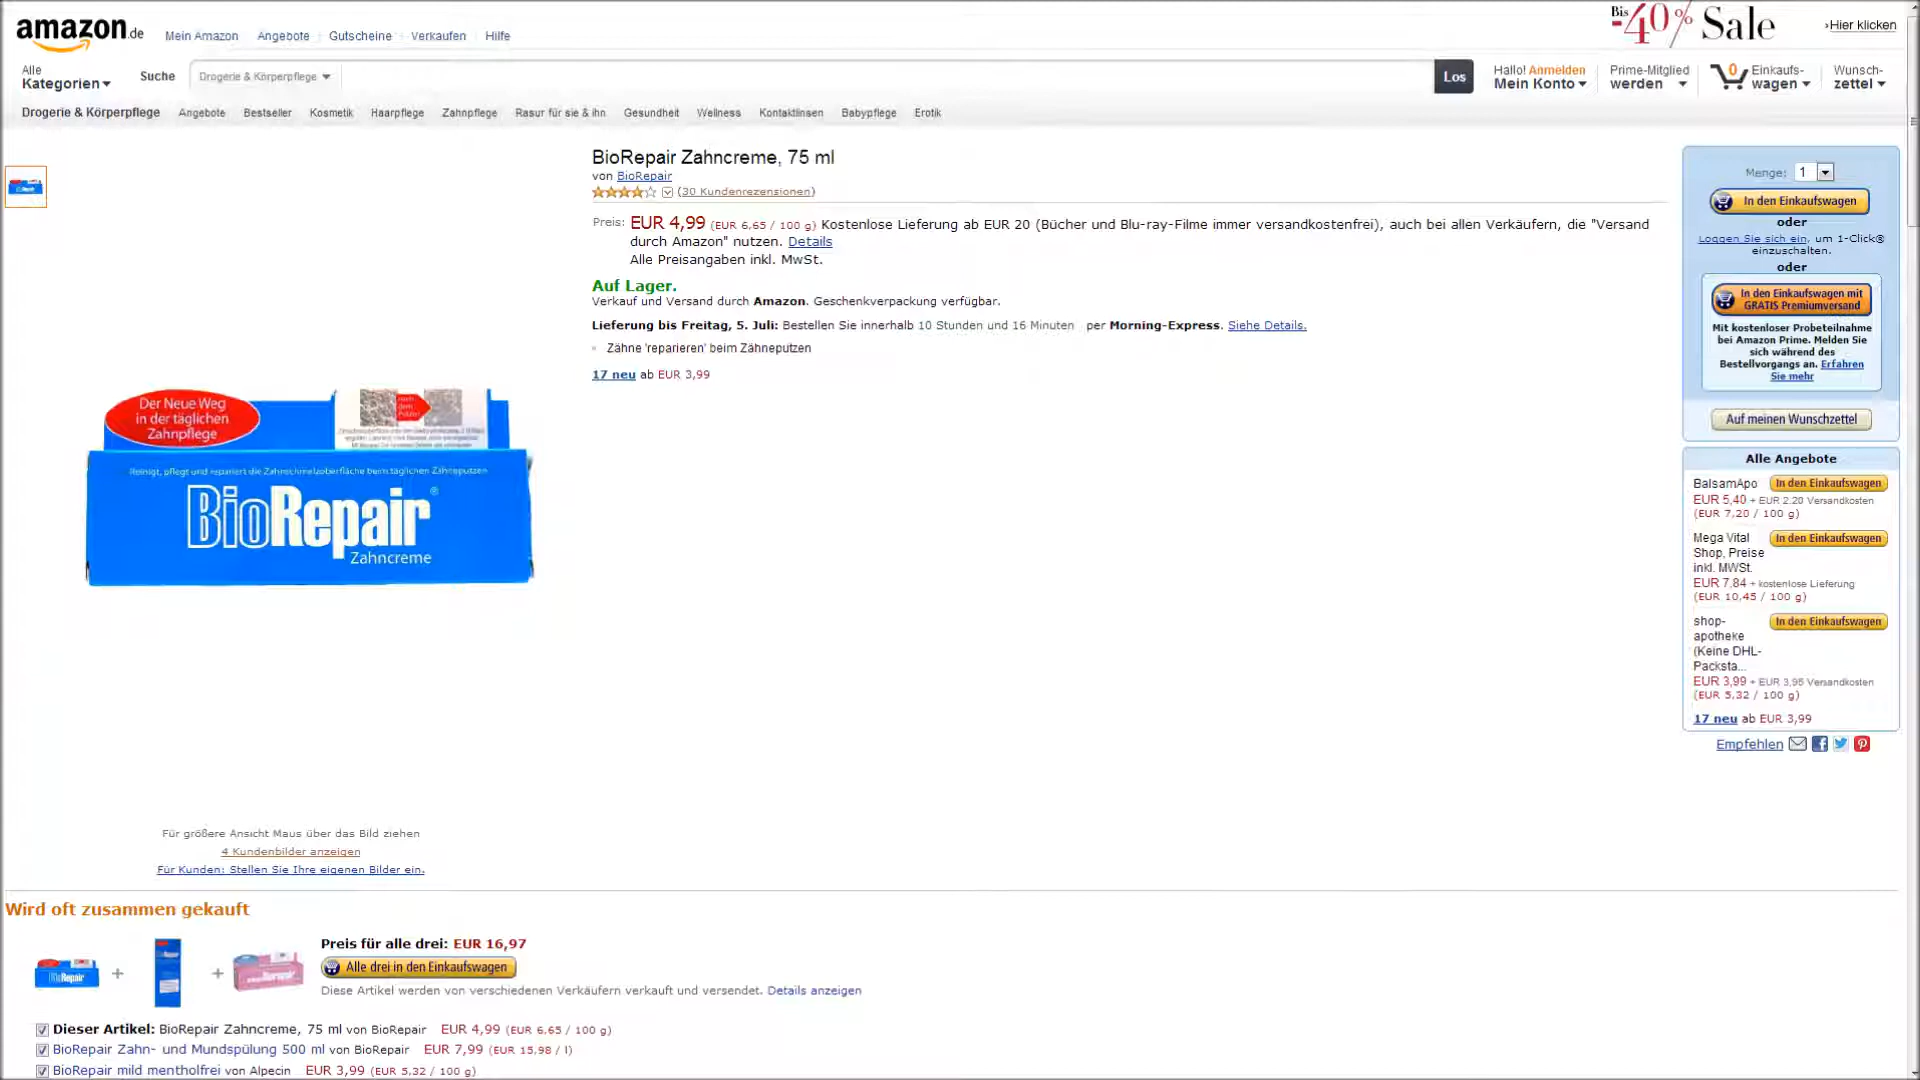 amazon.de
Mein Amazon Angebote Gutscheine Verkaufen Hilfe
Bis -40% Sale
›Hier klicken
Alle Kategorien
Suche
Drogerie & Körperpflege
Los
Hallo! Anmelden
Mein Konto
Prime-Mitglied
werden
0 Einkaufs-
wagen
Wunsch-
zettel
Drogerie & Körperpflege Angebote Bestseller Kosmetik Haarpflege Zahnpflege Rasur für sie & ihn Gesundheit Wellness Kontaktlinsen Babypflege Erotik
BioRepair Zahncreme, 75 ml
von BioRepair
(30 Kundenrezensionen)
Preis: EUR 4,99 (EUR 6,65 / 100 g) Kostenlose Lieferung ab EUR 20 (Bücher und Blu-ray-Filme immer versandkostenfrei), auch bei allen Verkäufern, die "Versand
durch Amazon" nutzen. Details
Alle Preisangaben inkl. MwSt.
Auf Lager.
Verkauf und Versand durch Amazon. Geschenkverpackung verfügbar.
Lieferung bis Freitag, 5. Juli: Bestellen Sie innerhalb 10 Stunden und 16 Minuten per Morning-Express. Siehe Details.
Zähne 'reparieren' beim Zähneputzen
17 neu ab EUR 3,99
Der Neue Weg
in der täglichen
Zahnpflege
Reinigt, pflegt und repariert die Zahnschmelzoberfläche beim täglichen Zähneputzen
BioRepair®
Zahncreme
Für größere Ansicht Maus über das Bild ziehen
4 Kundenbilder anzeigen
Für Kunden: Stellen Sie Ihre eigenen Bilder ein.
Menge: 1
In den Einkaufswagen
oder
Loggen Sie sich ein, um 1-Click®
einzuschalten.
oder
In den Einkaufswagen mit
GRATIS Premiumversand
Mit kostenloser Probeteilnahme
bei Amazon Prime. Melden Sie
sich während des
Bestellvorgangs an. Erfahren
Sie mehr
Auf meinen Wunschzettel
Alle Angebote
BalsamApo In den Einkaufswagen
EUR 5,40 + EUR 2,20 Versandkosten
(EUR 7,20 / 100 g)
Mega Vital In den Einkaufswagen
Shop, Preise
inkl. MWSt.
EUR 7,84 + kostenlose Lieferung
(EUR 10,45 / 100 g)
shop- In den Einkaufswagen
apotheke
(Keine DHL-
Packsta...
EUR 3,99 + EUR 3,95 Versandkosten
(EUR 5,32 / 100 g)
17 neu ab EUR 3,99
Empfehlen
Wird oft zusammen gekauft
BioRepair
Preis für alle drei: EUR 16,97
Alle drei in den Einkaufswagen
Diese Artikel werden von verschiedenen Verkäufern verkauft und versendet. Details anzeigen
Dieser Artikel: BioRepair Zahncreme, 75 ml von BioRepair EUR 4,99 (EUR 6,65 / 100 g)
BioRepair Zahn- und Mundspülung 500 ml von BioRepair EUR 7,99 (EUR 15,98 / l)
BioRepair mild mentholfrei von Alpecin EUR 3,99 (EUR 5,32 / 100 g)